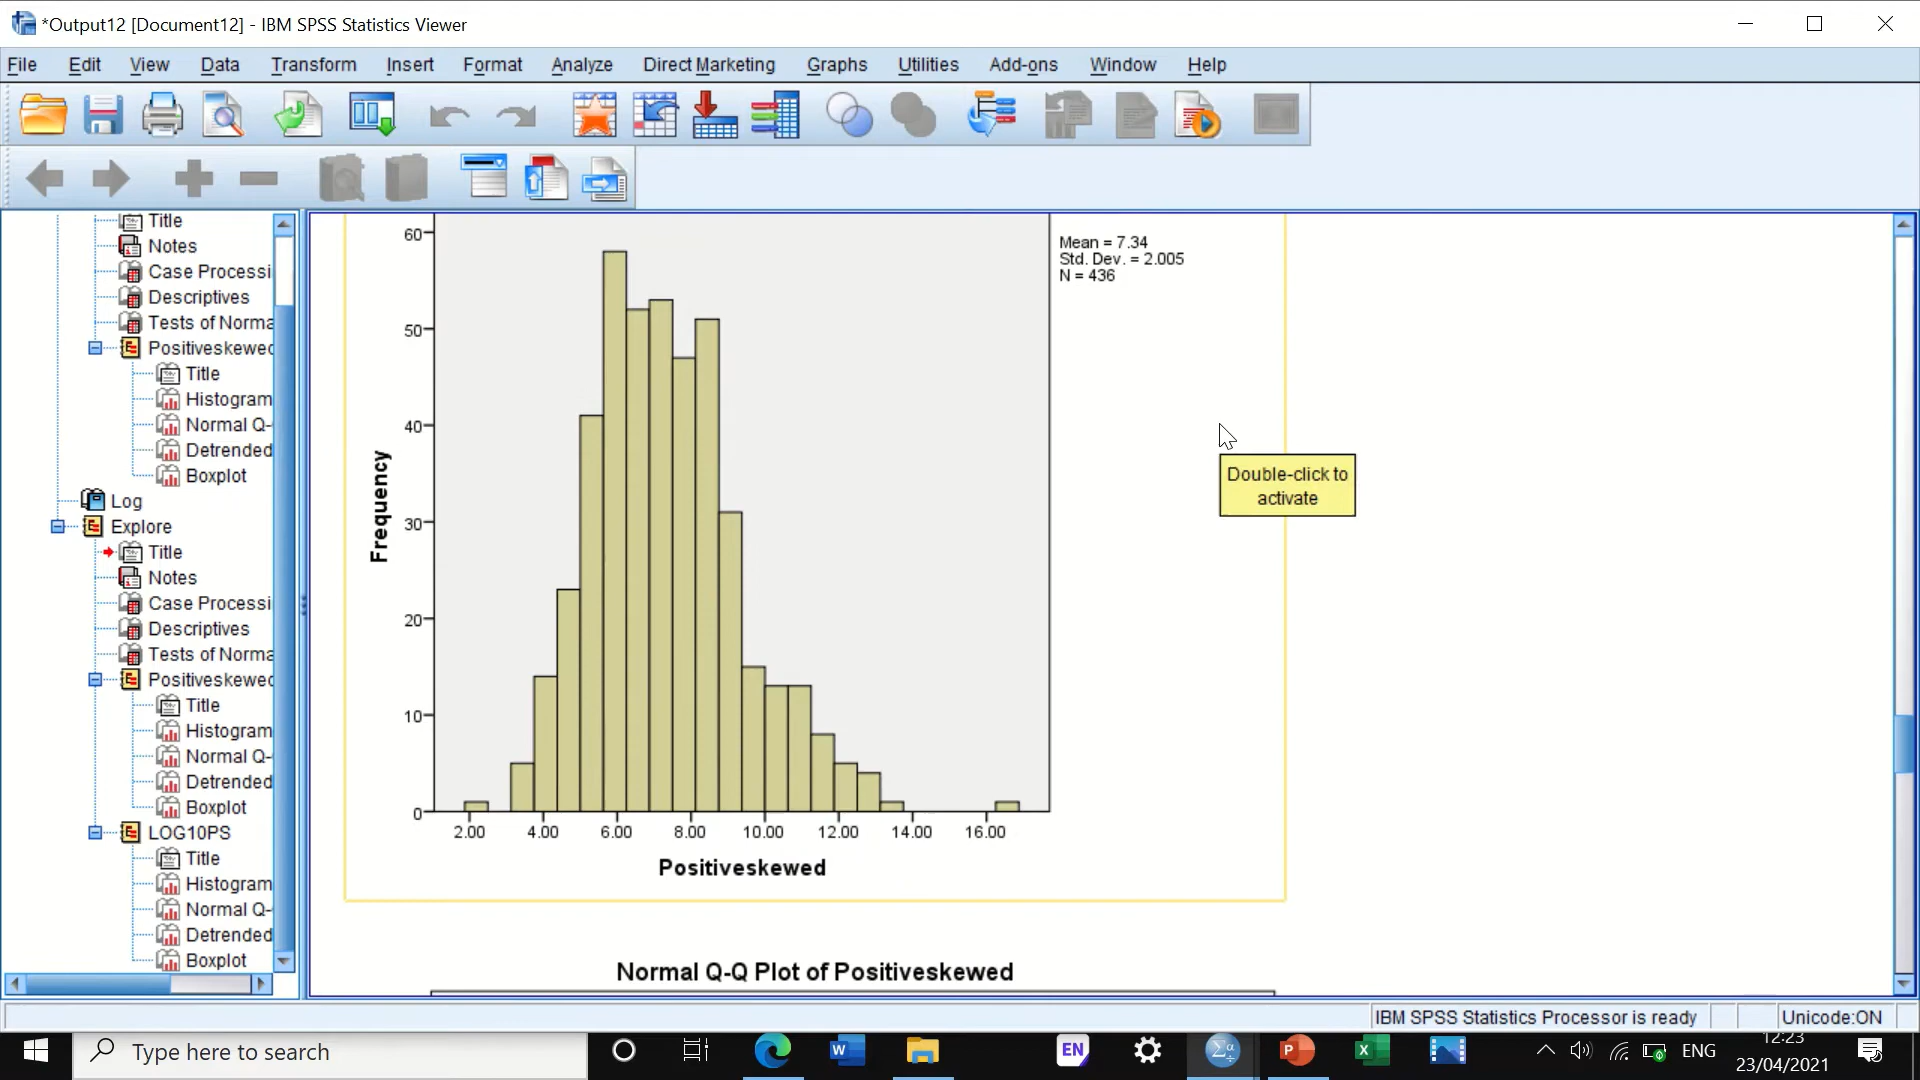 *Output12 [Document12] - IBM SPSS Statistics Viewer
File Edit View Data Transform Insert Format Analyze Direct Marketing Graphs Utilities Add-ons Window Help
Title
Notes
Case Processi
Descriptives
Tests of Norma
Positiveskewed
Title
Histogram
Normal Q-
Detrended
Boxplot
Log
Explore
Title
Notes
Case Processi
Descriptives
Tests of Norma
Positiveskewed
Title
Histogram
Normal Q-
Detrended
Boxplot
LOG10PS
Title
Histogram
Normal Q-
Detrended
Boxplot
Mean = 7.34
Std. Dev. = 2.005
N = 436
Frequency
60
50
40
30
20
10
0
2.00 4.00 6.00 8.00 10.00 12.00 14.00 16.00
Positiveskewed
Double-click to
activate
Normal Q-Q Plot of Positiveskewed
IBM SPSS Statistics Processor is ready Unicode:ON
Type here to search
W
EN
Σα
P
X
ENG
12:23
23/04/2021